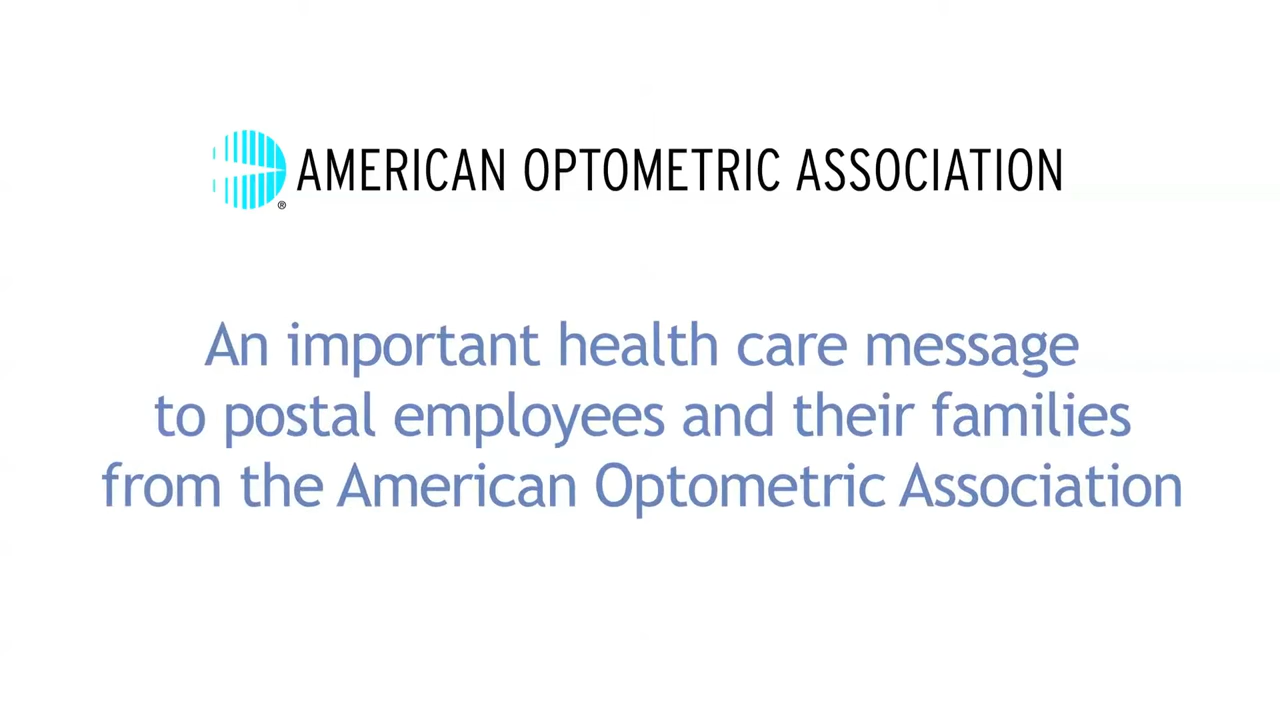 ® AMERICAN OPTOMETRIC ASSOCIATION
An important health care message
to postal employees and their families
from the American Optometric Association